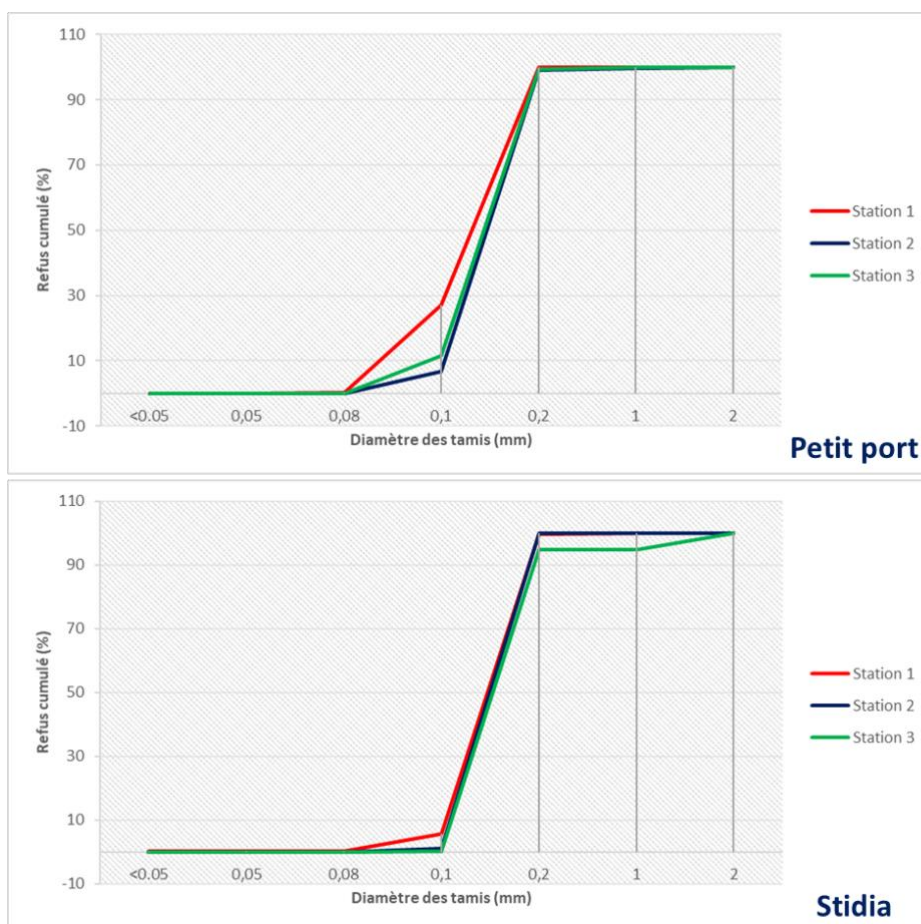 110
90
70
50
30
10
-10
Refus cumulé (%)
<0.05 0,05 0,08 0,1 0,2 1 2
Diamètre des tamis (mm)
Station 1
Station 2
Station 3
Petit port
110
90
70
50
30
10
-10
Refus cumulé (%)
<0.05 0,05 0,08 0,1 0,2 1 2
Diamètre des tamis (mm)
Station 1
Station 2
Station 3
Stidia